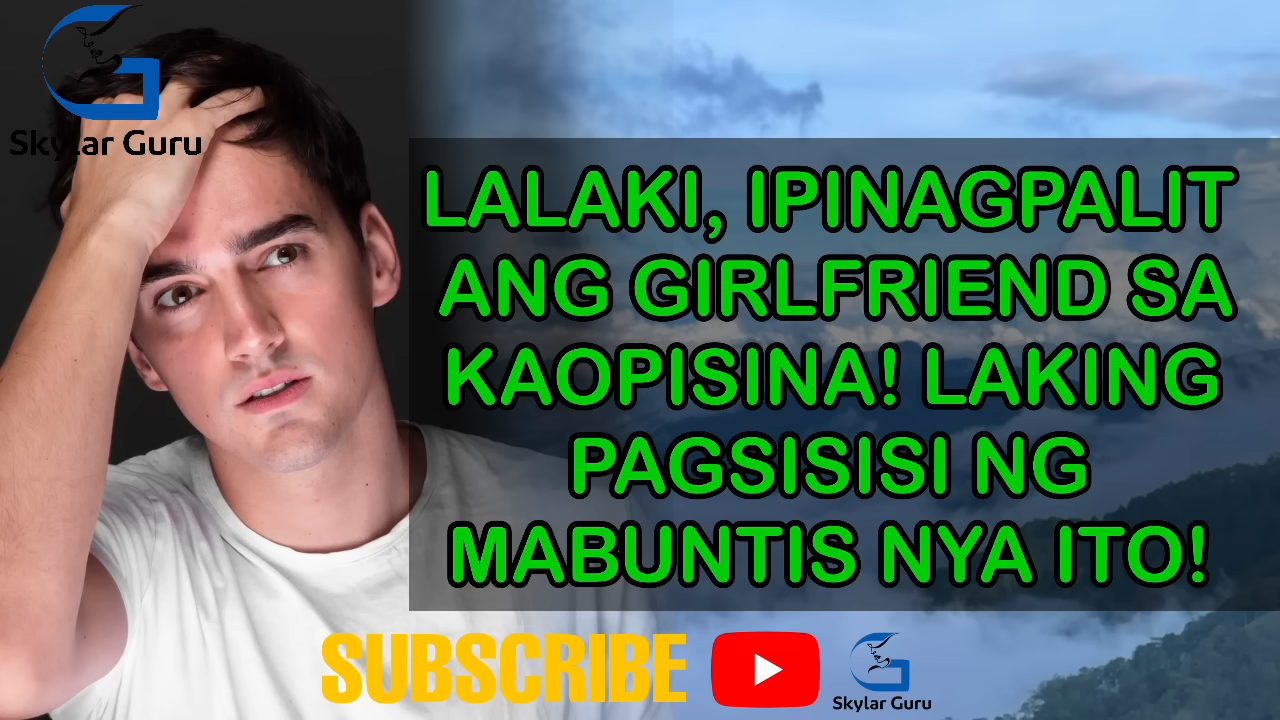 Skylar Guru
LALAKI, IPINAGPALIT
ANG GIRLFRIEND SA
KAOPISINA! LAKING
PAGSISISI NG
MABUNTIS NYA ITO!
SUBSCRIBE
Skylar Guru